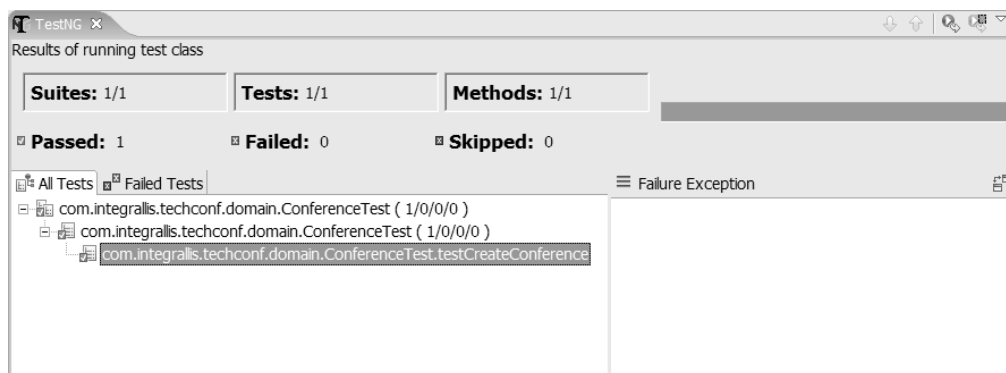 TestNG
Results of running test class
Suites: 1/1 Tests: 1/1 Methods: 1/1
Passed: 1 Failed: 0 Skipped: 0
All Tests Failed Tests Failure Exception
com.integrallis.techconf.domain.ConferenceTest ( 1/0/0/0 )
com.integrallis.techconf.domain.ConferenceTest ( 1/0/0/0 )
com.integrallis.techconf.domain.ConferenceTest.testCreateConference